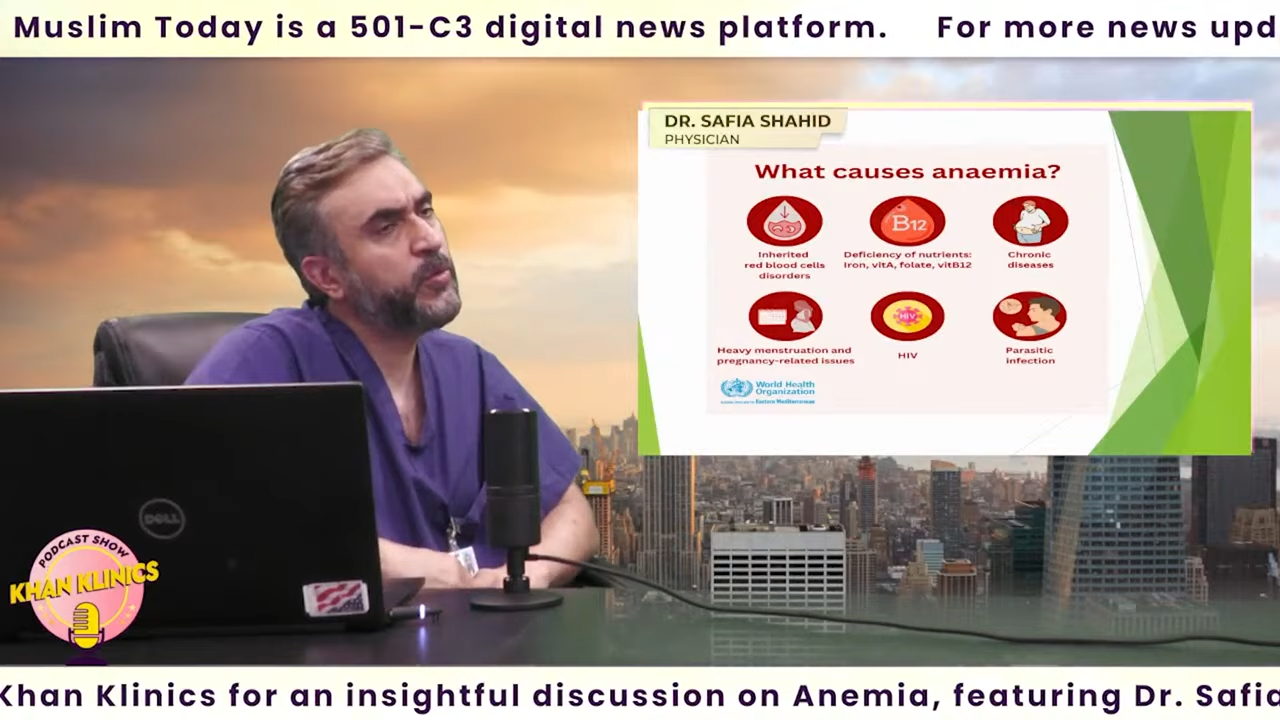 Muslim Today is a 501-C3 digital news platform. For more news upd
DR. SAFIA SHAHID
PHYSICIAN
What causes anaemia?
B12
Inherited
red blood cells
disorders
Deficiency of nutrients:
Iron, vitA, folate, vitB12
Chronic
diseases
Heavy menstruation and
pregnancy-related issues
HIV
HIV
Parasitic
infection
World Health
Organization
Eastern Mediterranean
DELL
PODCAST SHOW
KHAN KLINICS
Khan Klinics for an insightful discussion on Anemia, featuring Dr. Safia